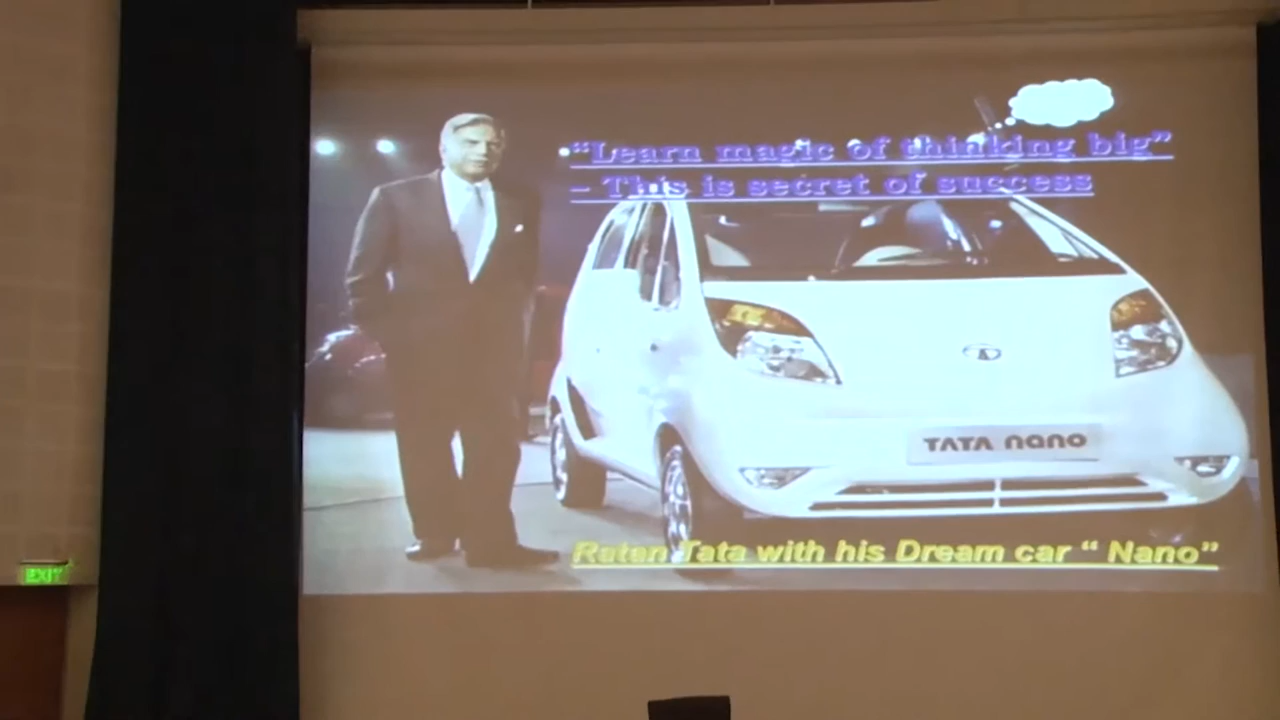 •“Learn magic of thinking big”
– This is secret of success
TATA nano
Ratan Tata with his Dream car “ Nano”
EXIT